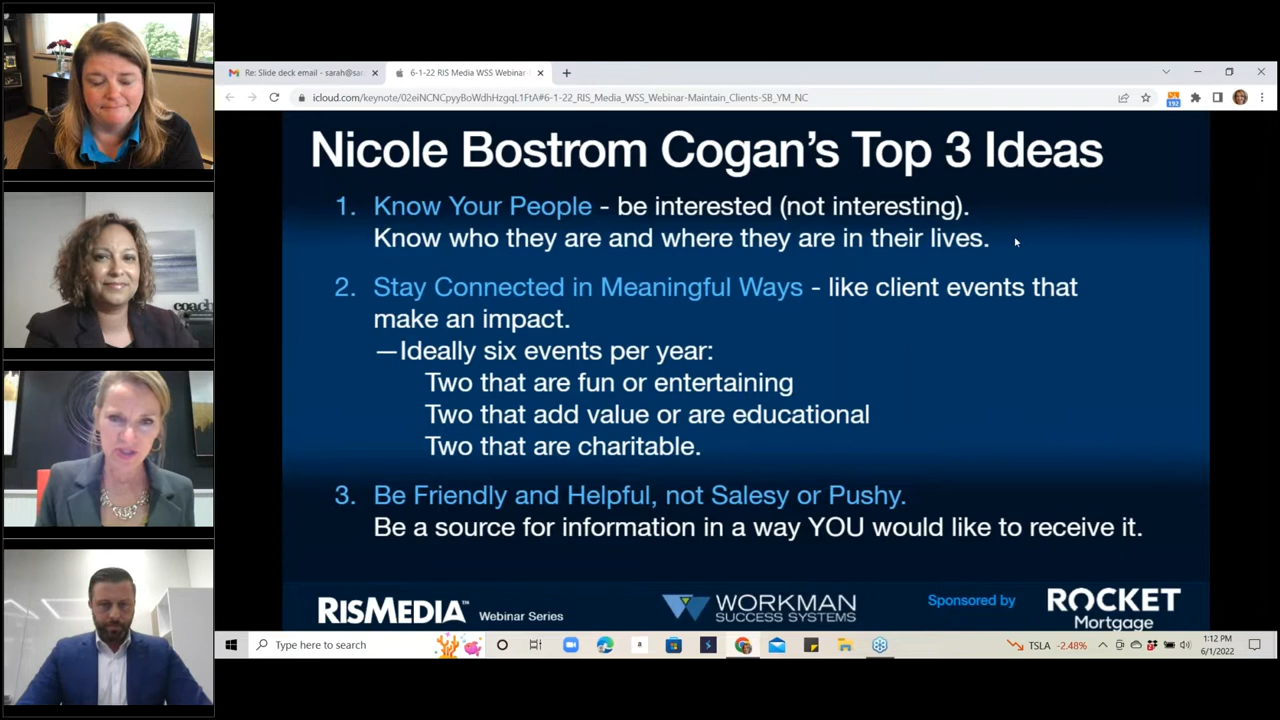 Re: Slide deck email - sarah@sar
6-1-22 RIS Media WSS Webinar
icloud.com/keynote/02eiNCNCpyyBoWdhHzgqL1FtA#6-1-22_RIS_Media_WSS_Webinar-Maintain_Clients-SB_YM_NC
192
Nicole Bostrom Cogan's Top 3 Ideas
1. Know Your People - be interested (not interesting).
Know who they are and where they are in their lives.
2. Stay Connected in Meaningful Ways - like client events that
make an impact.
—Ideally six events per year:
Two that are fun or entertaining
Two that add value or are educational
Two that are charitable.
3. Be Friendly and Helpful, not Salesy or Pushy.
Be a source for information in a way YOU would like to receive it.
coach
RISMEDIA™ Webinar Series
WORKMAN
SUCCESS SYSTEMS
Sponsored by
ROCKET
Mortgage
Type here to search
a
TSLA -2.48%
1:12 PM
6/1/2022